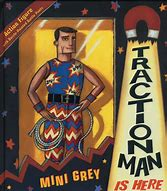 Action Figure
MINI GREY
TRACTION
MAN
IS HERE